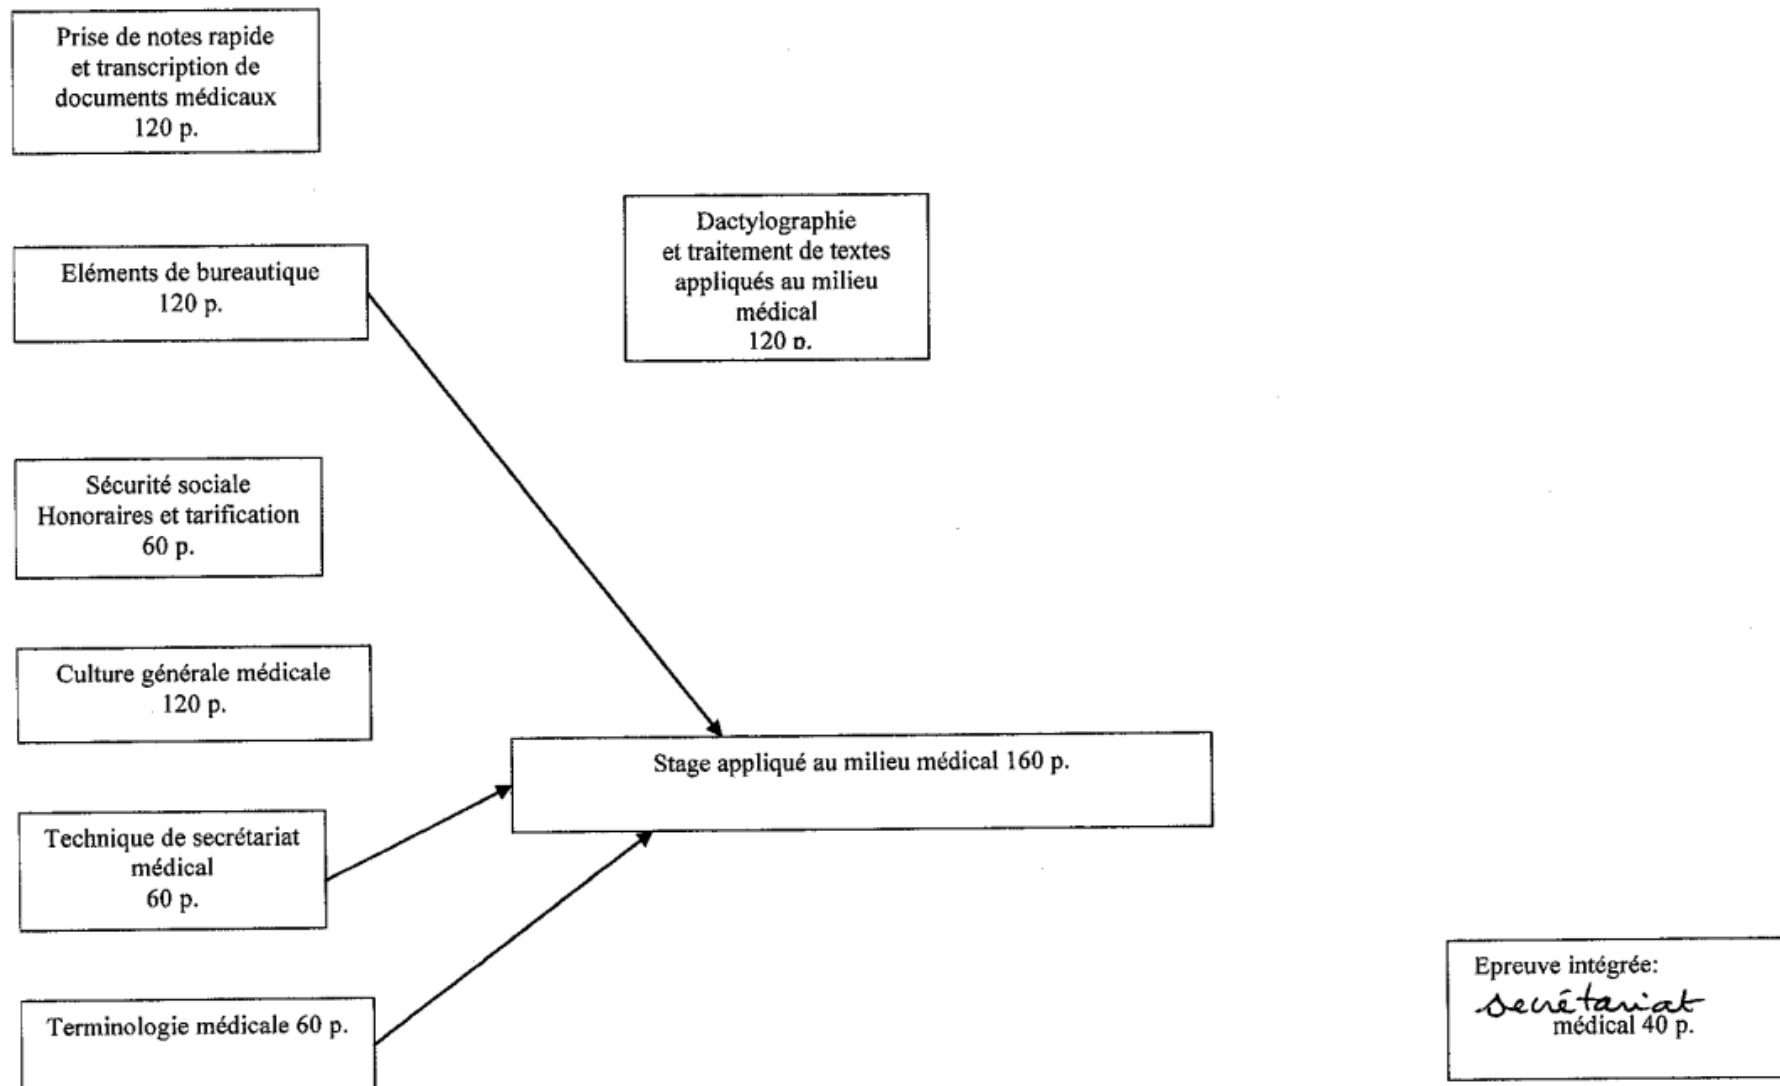 Prise de notes rapide
et transcription de
documents médicaux
120 p.
Dactylographie
et traitement de textes
appliqués au milieu
médical
120 p.
Eléments de bureautique
120 p.
Sécurité sociale
Honoraires et tarification
60 p.
Culture générale médicale
120 p.
Stage appliqué au milieu médical 160 p.
Technique de secrétariat
médical
60 p.
Terminologie médicale 60 p.
Epreuve intégrée:
secrétariat
médical 40 p.